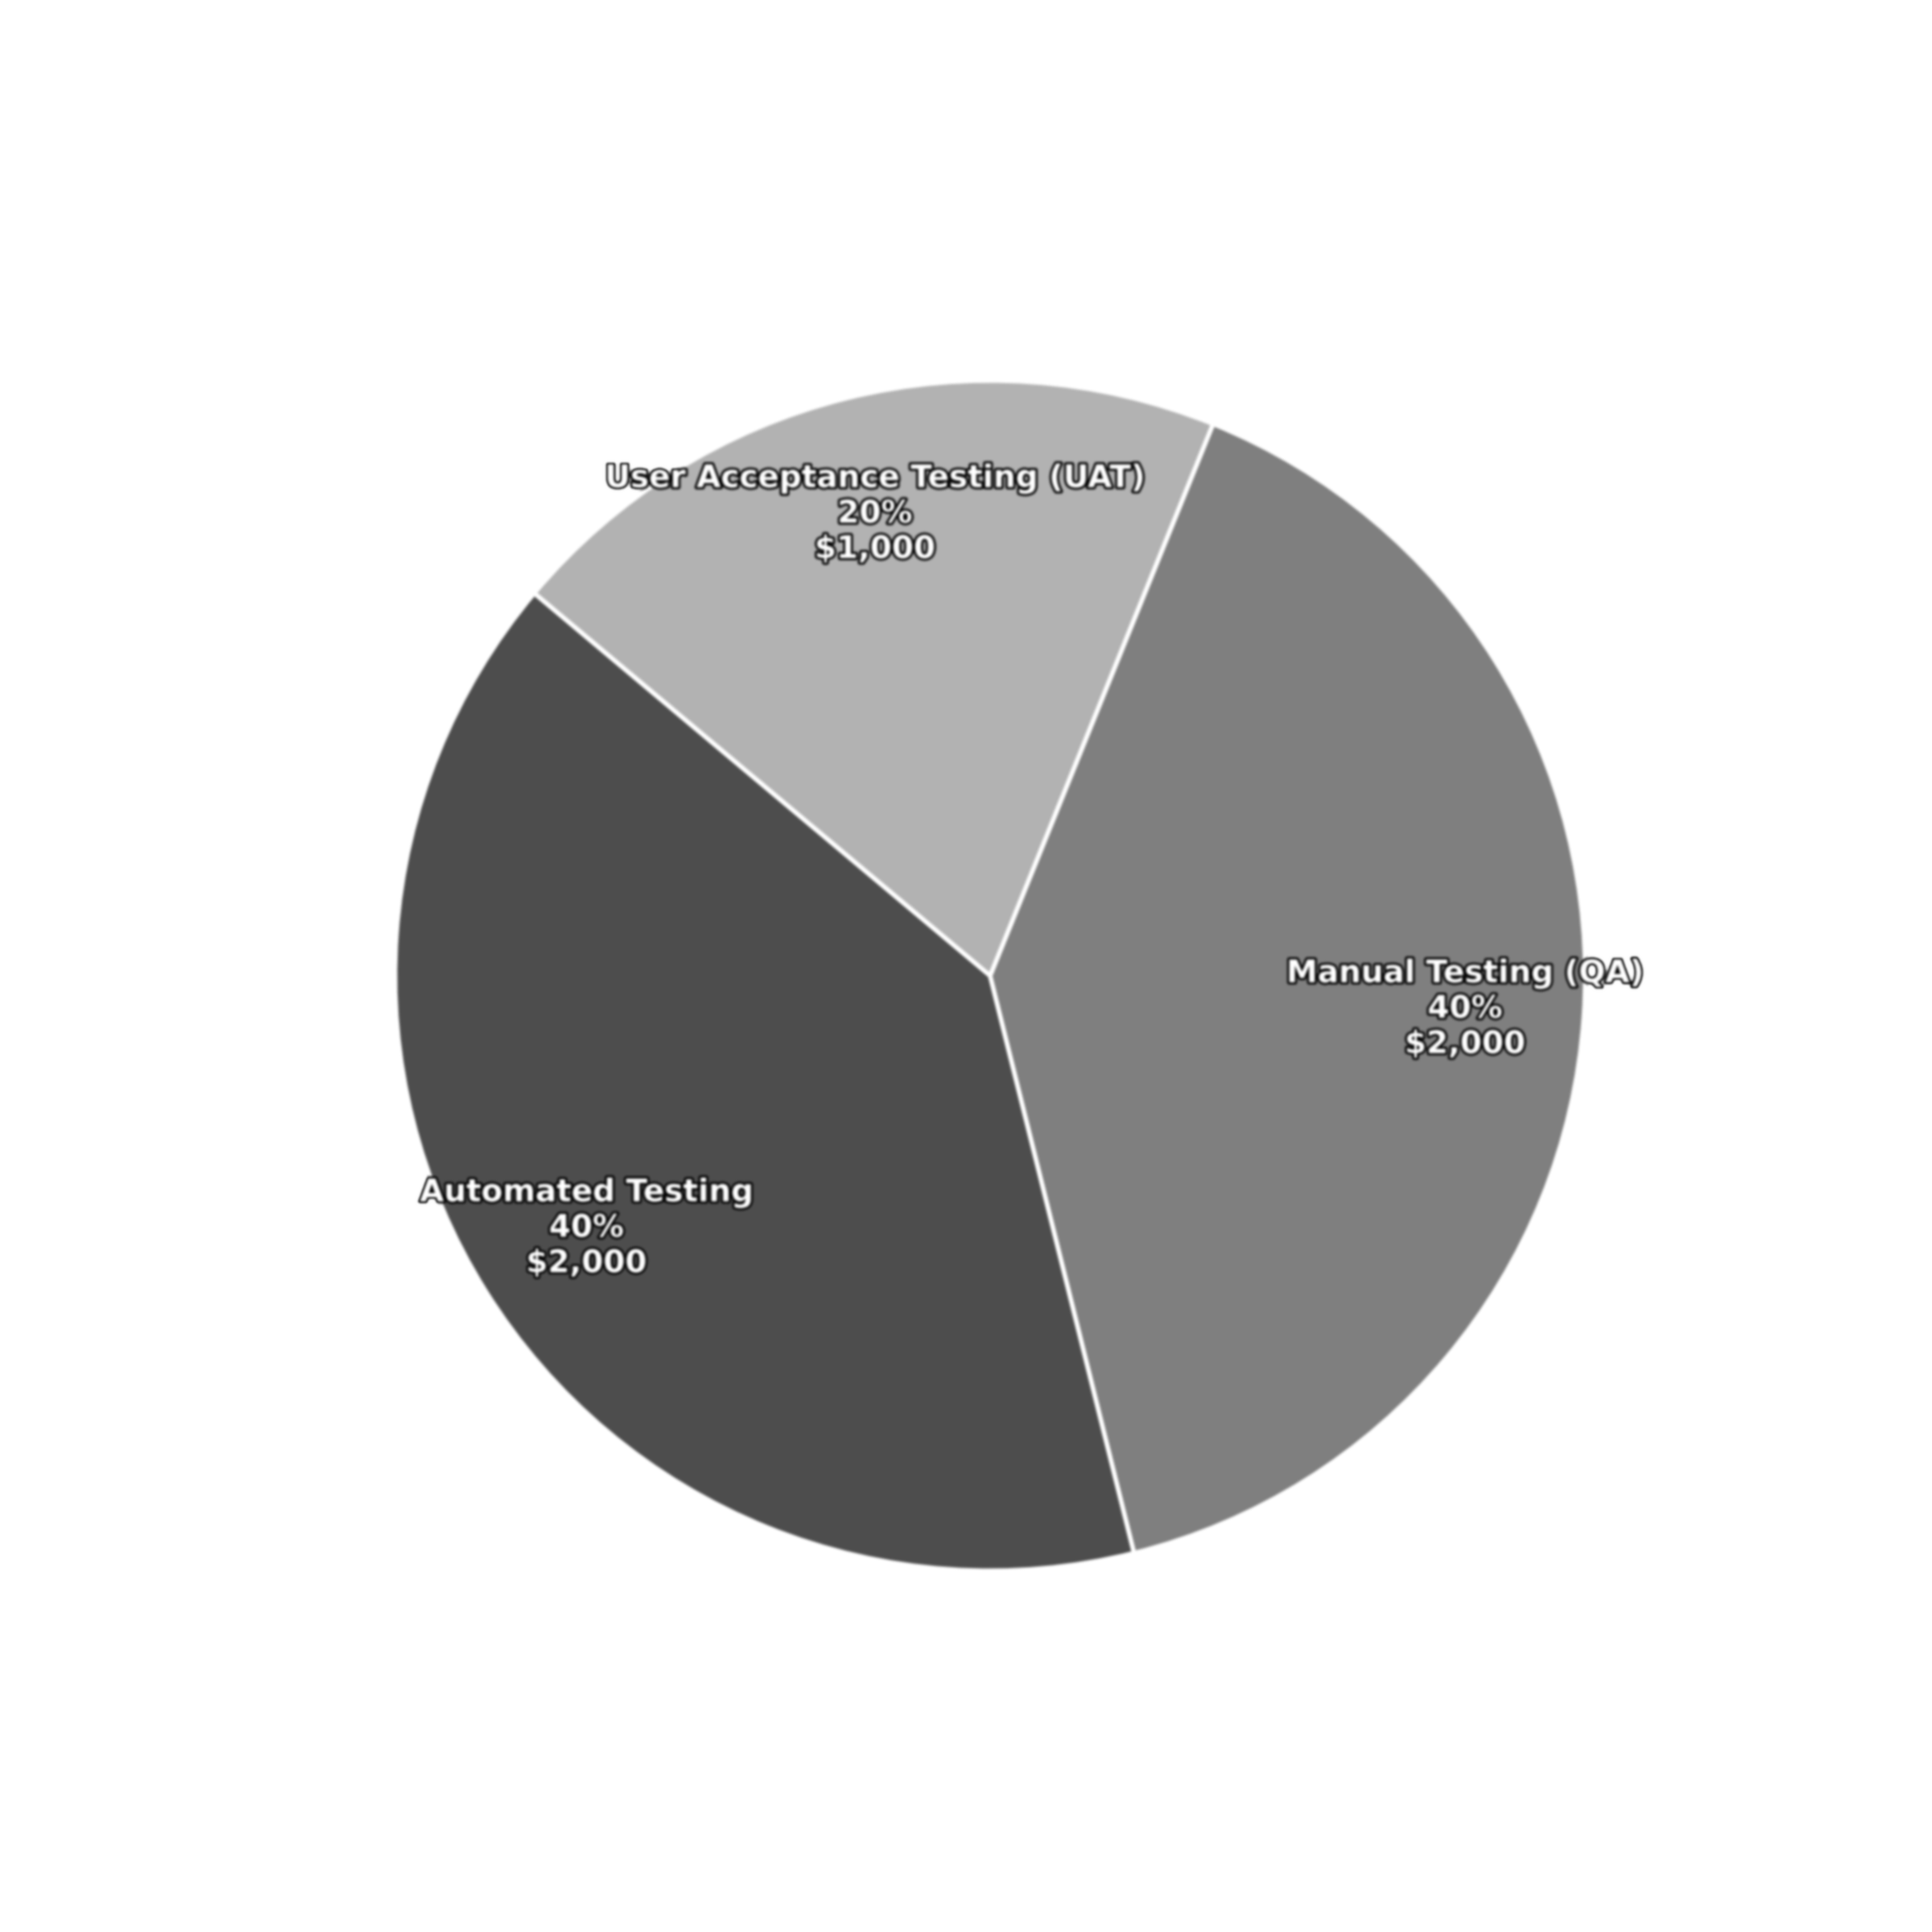 User Acceptance Testing (UAT)
20%
$1,000
Manual Testing (QA)
40%
$2,000
Automated Testing
40%
$2,000